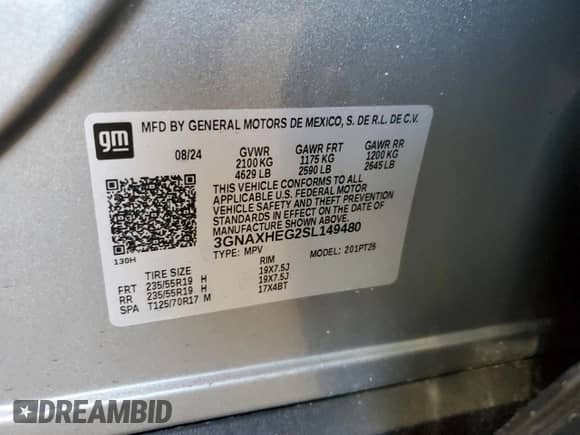 gm
MFD BY GENERAL MOTORS DE MEXICO, S. DE R.L. DE C.V.
08/24 GVWR GAWR FRT GAWR RR
2100 KG 1175 KG 1200 KG
4629 LB 2590 LB 2645 LB
THIS VEHICLE CONFORMS TO ALL
APPLICABLE U.S. FEDERAL MOTOR
VEHICLE SAFETY AND THEFT PREVENTION
STANDARDS IN EFFECT ON THE DATE OF
MANUFACTURE SHOWN ABOVE.
3GNAXHEG2SL149480
130H
TYPE: MPV MODEL: 201PT26
TIRE SIZE RIM
FRT 235/55R19 H 19X7.5J
RR 235/55R19 H 19X7.5J
SPA T125/70R17 M 17X4BT
DREAMBID